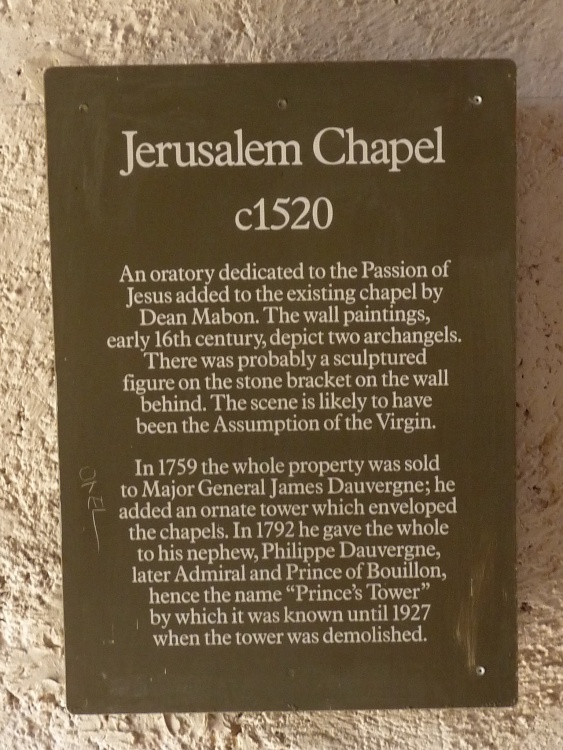 Jerusalem Chapel
c1520
An oratory dedicated to the Passion of
Jesus added to the existing chapel by
Dean Mabon. The wall paintings,
early 16th century, depict two archangels.
There was probably a sculptured
figure on the stone bracket on the wall
behind. The scene is likely to have
been the Assumption of the Virgin.
In 1759 the whole property was sold
to Major General James Dauvergne; he
added an ornate tower which enveloped
the chapels. In 1792 he gave the whole
to his nephew, Philippe Dauvergne,
later Admiral and Prince of Bouillon,
hence the name “Prince’s Tower”
by which it was known until 1927
when the tower was demolished.